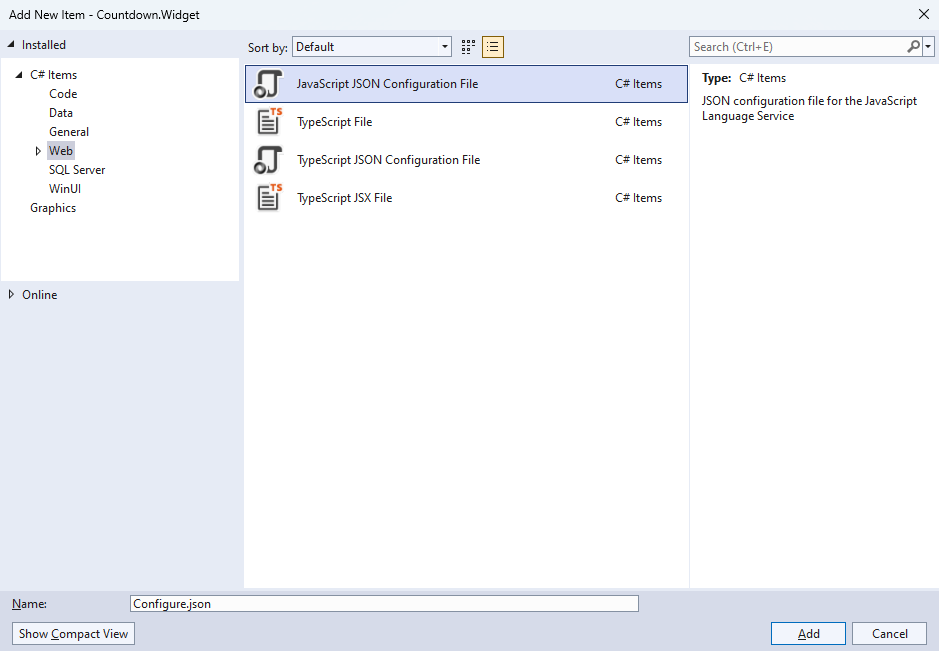 Add New Item - Countdown.Widget
Installed
C# Items
Code
Data
General
Web
SQL Server
WinUI
Graphics
Online
Sort by: Default
JavaScript JSON Configuration File C# Items
TS
TypeScript File C# Items
TypeScript JSON Configuration File C# Items
TS
TypeScript JSX File C# Items
Search (Ctrl+E)
Type: C# Items
JSON configuration file for the JavaScript
Language Service
Name: Configure.json
Show Compact View
Add
Cancel